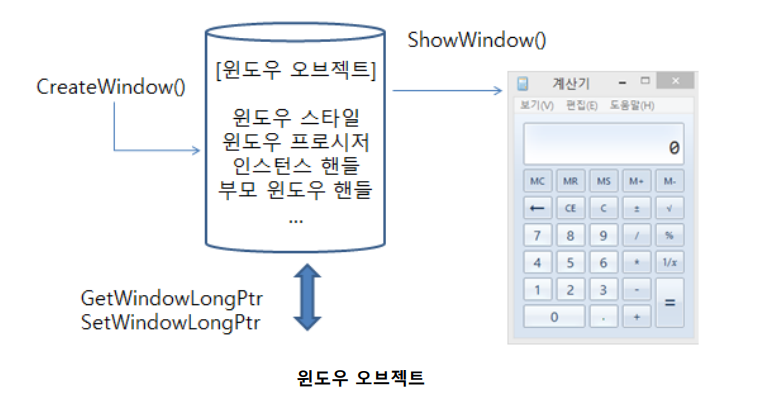 CreateWindow()
[윈도우 오브젝트]
윈도우 스타일
윈도우 프로시저
인스턴스 핸들
부모 윈도우 핸들
...
ShowWindow()
계산기
보기(V) 편집(E) 도움말(H)
0
MC MR MS M+ M-
← CE C ± √
7 8 9 / %
4 5 6 * 1/x
1 2 3 - =
0 . +
GetWindowLongPtr
SetWindowLongPtr
윈도우 오브젝트